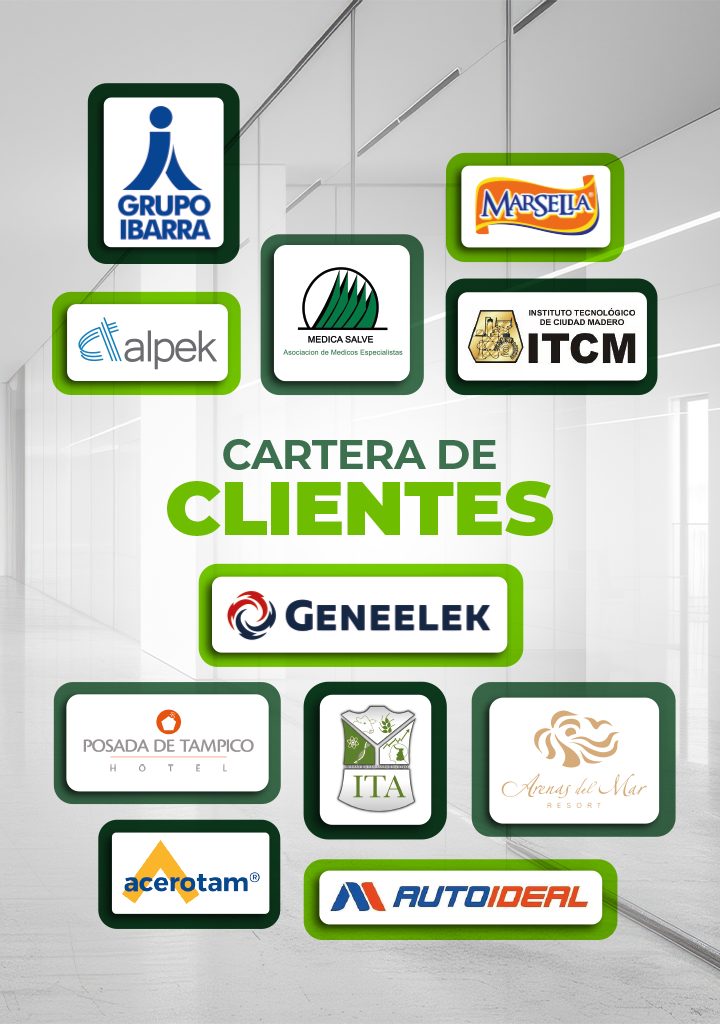 GRUPO
IBARRA
MARSELLA®
alpek
MEDICA SALVE
Asociacion de Medicos Especialistas
INSTITUTO TECNOLÓGICO
DE CIUDAD MADERO
ITCM
CARTERA DE
CLIENTES
GENEELEK
POSADA DE TAMPICO
HOTEL
ITA
Arenas del Mar
RESORT
acerotam®
AUTOIDEAL